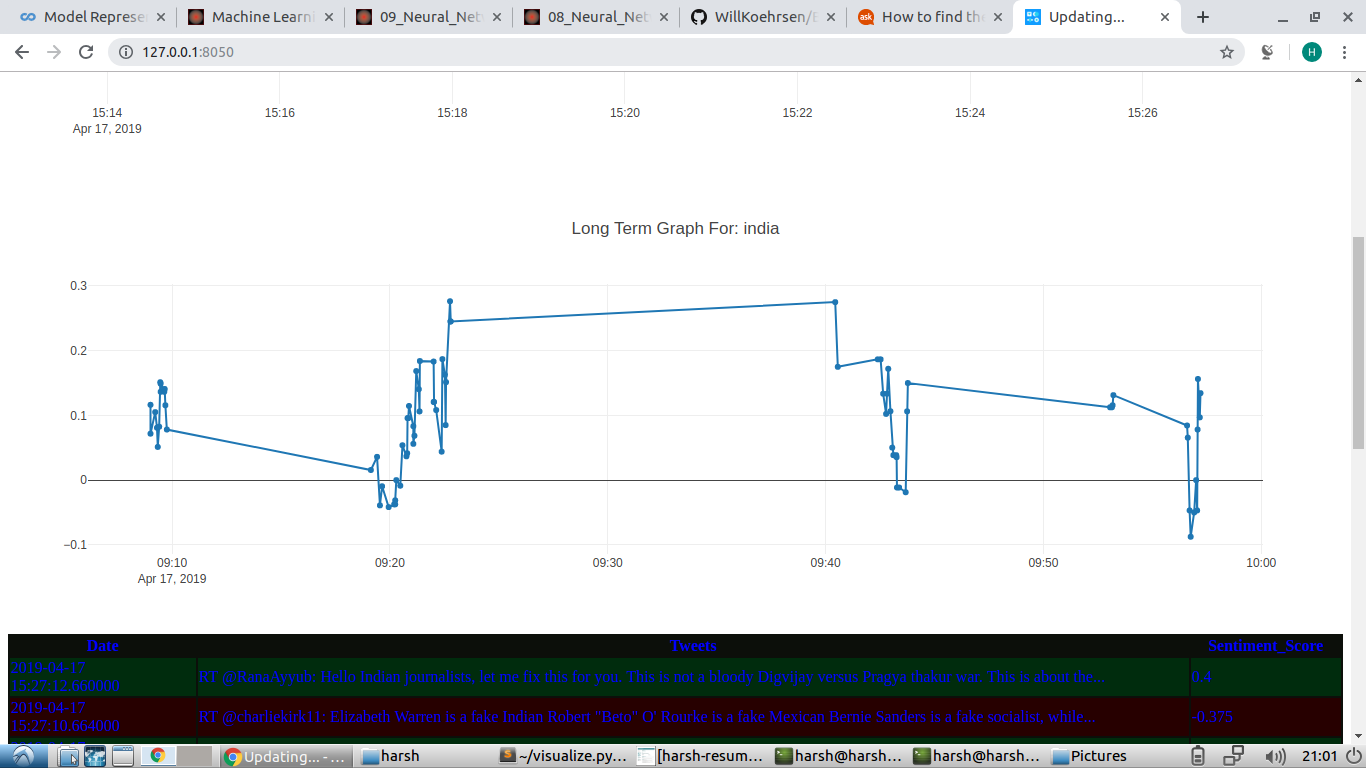 Model Represe
Machine Learni
09_Neural_Net
08_Neural_Net
WillKoehrsen/
How to find the
Updating...
127.0.0.1:8050
H
15:14
15:16
15:18
15:20
15:22
15:24
15:26
Apr 17, 2019
Long Term Graph For: india
0.3
0.2
0.1
0
−0.1
09:10
09:20
09:30
09:40
09:50
10:00
Apr 17, 2019
Date
Tweets
Sentiment_Score
2019-04-17
15:27:12.660000
RT @RanaAyyub: Hello Indian journalists, let me fix this for you. This is not a bloody Digvijay versus Pragya thakur war. This is about the...
0.4
2019-04-17
15:27:10.664000
RT @charliekirk11: Elizabeth Warren is a fake Indian Robert "Beto" O' Rourke is a fake Mexican Bernie Sanders is a fake socialist, while...
-0.375
Updating... - ...
harsh
~/visualize.py...
[harsh-resum...
harsh@harsh...
harsh@harsh...
Pictures
21:01